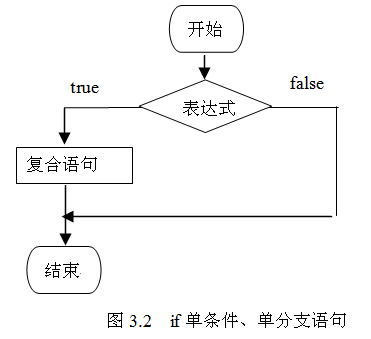 开始
true
false
表达式
复合语句
结束
图 3.2 if 单条件、单分支语句